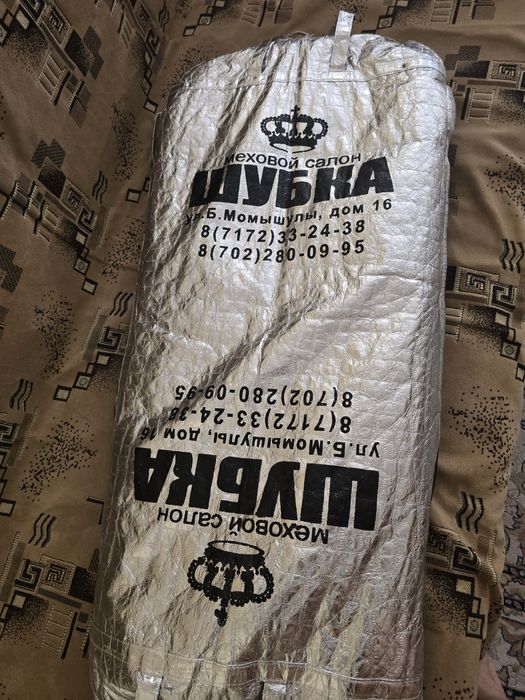 меховой салон
ШУБКА
ул.Б.Момышулы, дом 16
8(7172)33-24-38
8(702)280-09-95
меховой салон
ШУБКА
ул.Б.Момышулы, дом 16
8(7172)33-24-38
8(702)280-09-95